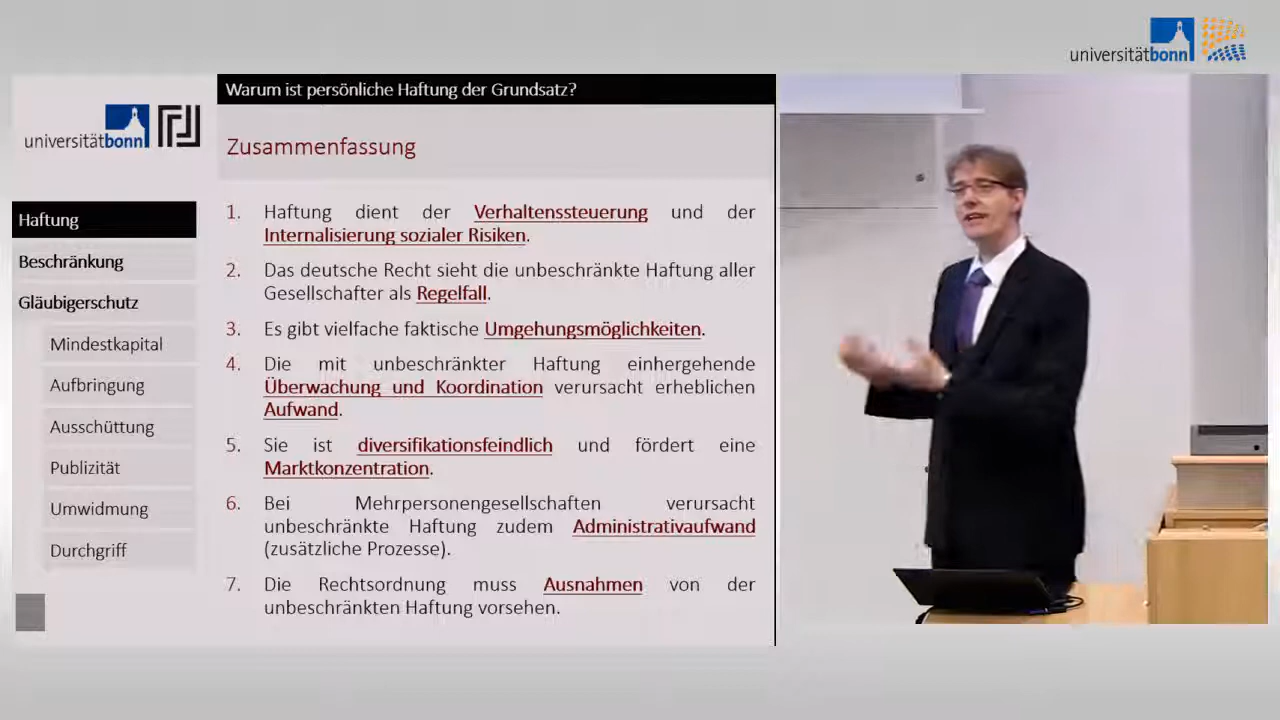 universitätbonn
Warum ist persönliche Haftung der Grundsatz?
universitätbonn
Zusammenfassung
Haftung
Beschränkung
Gläubigerschutz
Mindestkapital
Aufbringung
Ausschüttung
Publizität
Umwidmung
Durchgriff
1. Haftung dient der Verhaltenssteuerung und der
Internalisierung sozialer Risiken.
2. Das deutsche Recht sieht die unbeschränkte Haftung aller
Gesellschafter als Regelfall.
3. Es gibt vielfache faktische Umgehungsmöglichkeiten.
4. Die mit unbeschränkter Haftung einhergehende
Überwachung und Koordination verursacht erheblichen
Aufwand.
5. Sie ist diversifikationsfeindlich und fördert eine
Marktkonzentration.
6. Bei Mehrpersonengesellschaften verursacht
unbeschränkte Haftung zudem Administrativaufwand
(zusätzliche Prozesse).
7. Die Rechtsordnung muss Ausnahmen von der
unbeschränkten Haftung vorsehen.